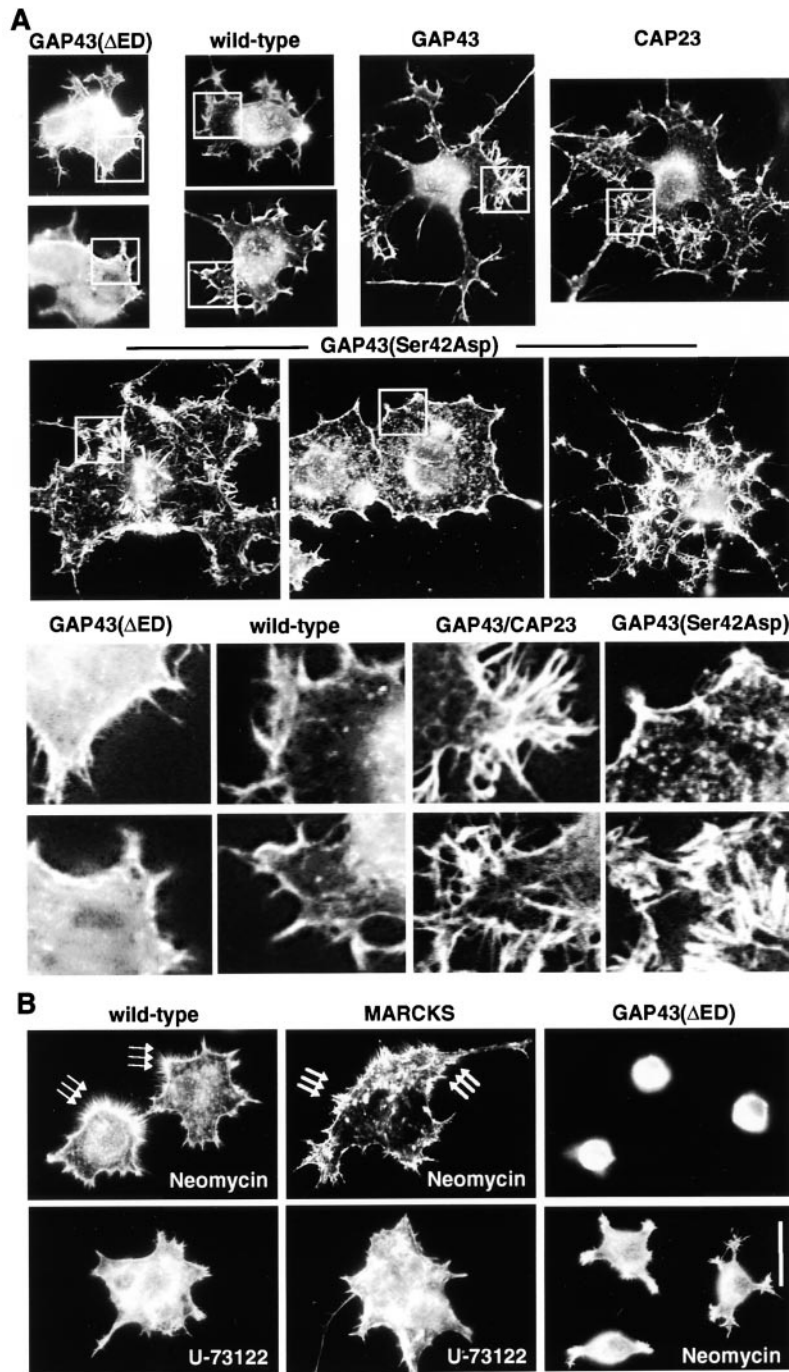 A
GAP43(ΔED) wild-type GAP43 CAP23
GAP43(Ser42Asp)
GAP43(ΔED) wild-type GAP43/CAP23 GAP43(Ser42Asp)
B
wild-type MARCKS GAP43(ΔED)
Neomycin Neomycin
U-73122 U-73122 Neomycin